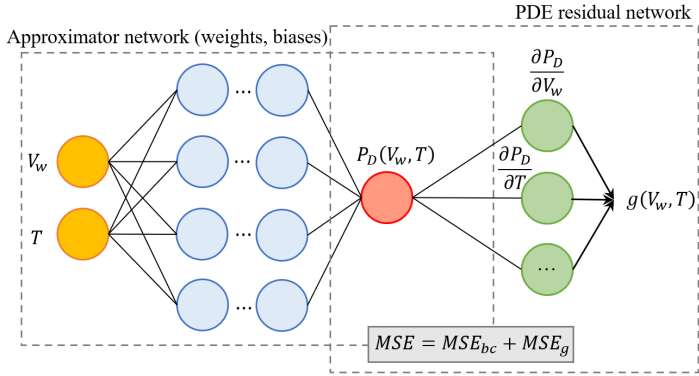 PDE residual network
Approximator network (weights, biases)
∂P_D
∂V_w
...
...
V_w
P_D(V_w, T)
...
∂P_D
∂T
g(V_w, T)
T
...
...
...
MSE = MSE_bc + MSE_g